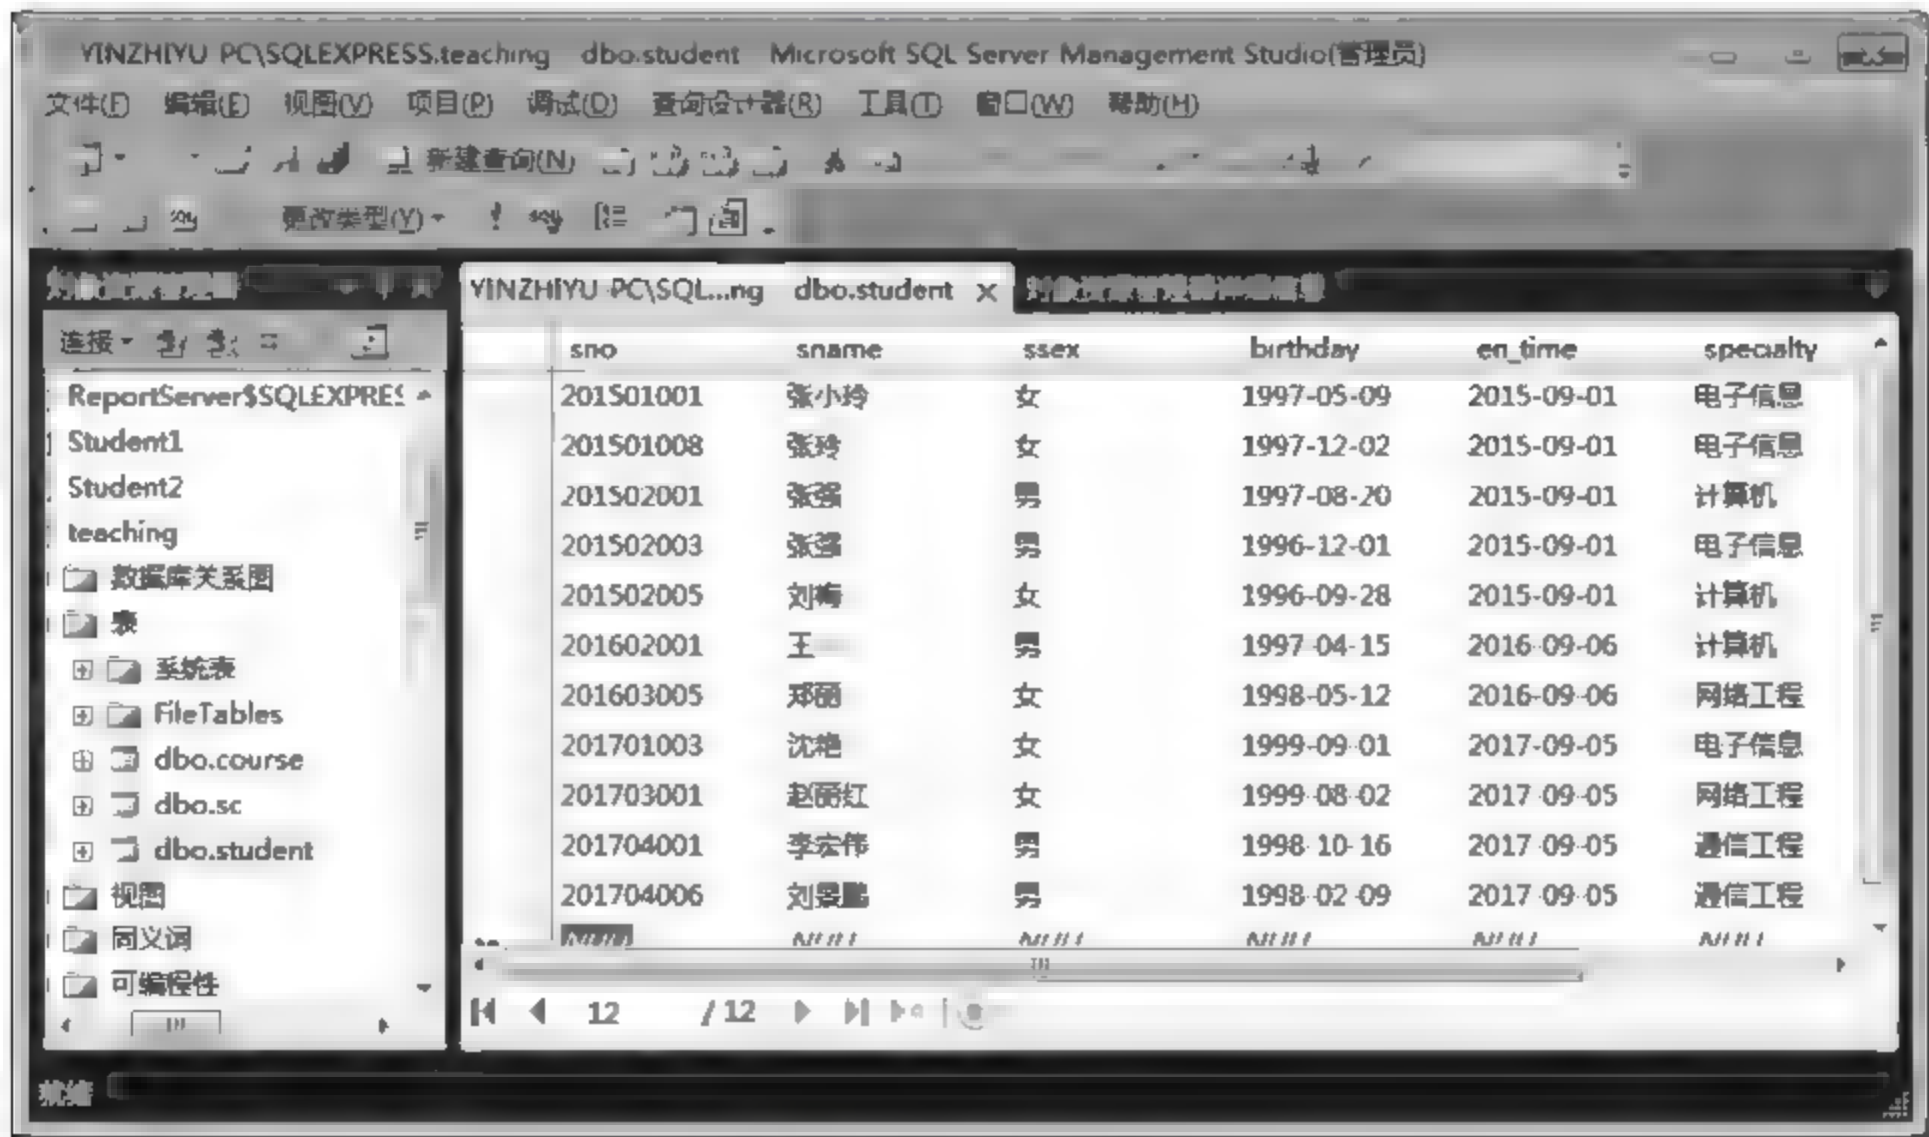 YINZHIYU PC\SQLEXPRESS.teaching dbo.student Microsoft SQL Server Management Studio(管理员)
文件(F) 编辑(E) 视图(V) 项目(P) 调试(D) 查询设计器(R) 工具(T) 窗口(W) 帮助(H)
新建查询(N)
更改类型(Y)
YINZHIYU PC\SQL...ng dbo.student
连接
ReportServer$SQLEXPRES
Student1
Student2
teaching
数据库关系图
表
系统表
FileTables
dbo.course
dbo.sc
dbo.student
视图
同义词
可编程性
sno sname ssex birthday en_time specialty
201501001 张小玲 女 1997-05-09 2015-09-01 电子信息
201501008 张玲 女 1997-12-02 2015-09-01 电子信息
201502001 张强 男 1997-08-20 2015-09-01 计算机
201502003 张强 男 1996-12-01 2015-09-01 电子信息
201502005 刘梅 女 1996-09-28 2015-09-01 计算机
201602001 王一 男 1997-04-15 2016-09-06 计算机
201603005 郑丽 女 1998-05-12 2016-09-06 网络工程
201701003 沈艳 女 1999-09-01 2017-09-05 电子信息
201703001 赵丽红 女 1999-08-02 2017-09-05 网络工程
201704001 李宏伟 男 1998-10-16 2017-09-05 通信工程
201704006 刘景鹏 男 1998-02-09 2017-09-05 通信工程
NULL NULL NULL NULL NULL NULL
12 / 12
就绪